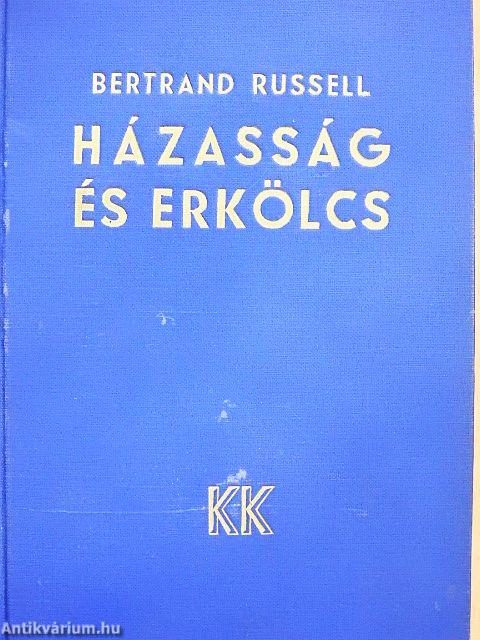 BERTRAND RUSSELL
HÁZASSÁG
ÉS ERKÖLCS
KK
Antikvárium.hu